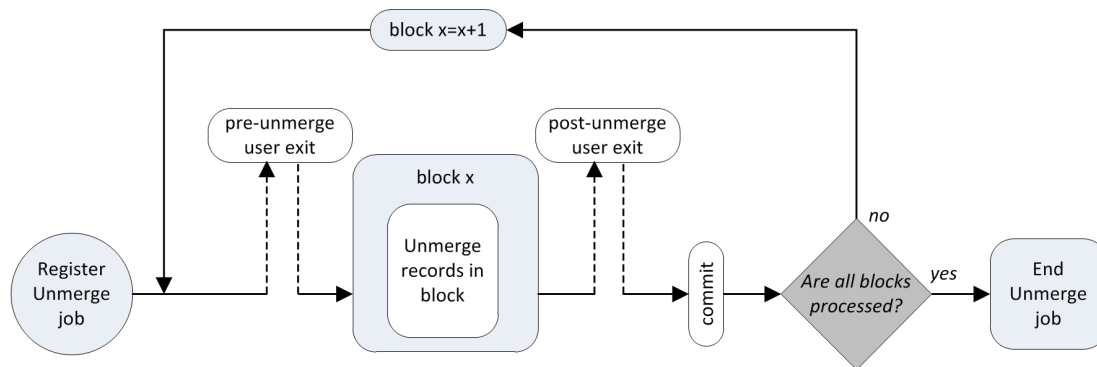 block x=x+1
pre-unmerge
user exit
post-unmerge
user exit
block x
Unmerge
records in
block
Register
Unmerge
job
commit
Are all blocks
processed?
no
yes
End
Unmerge
job